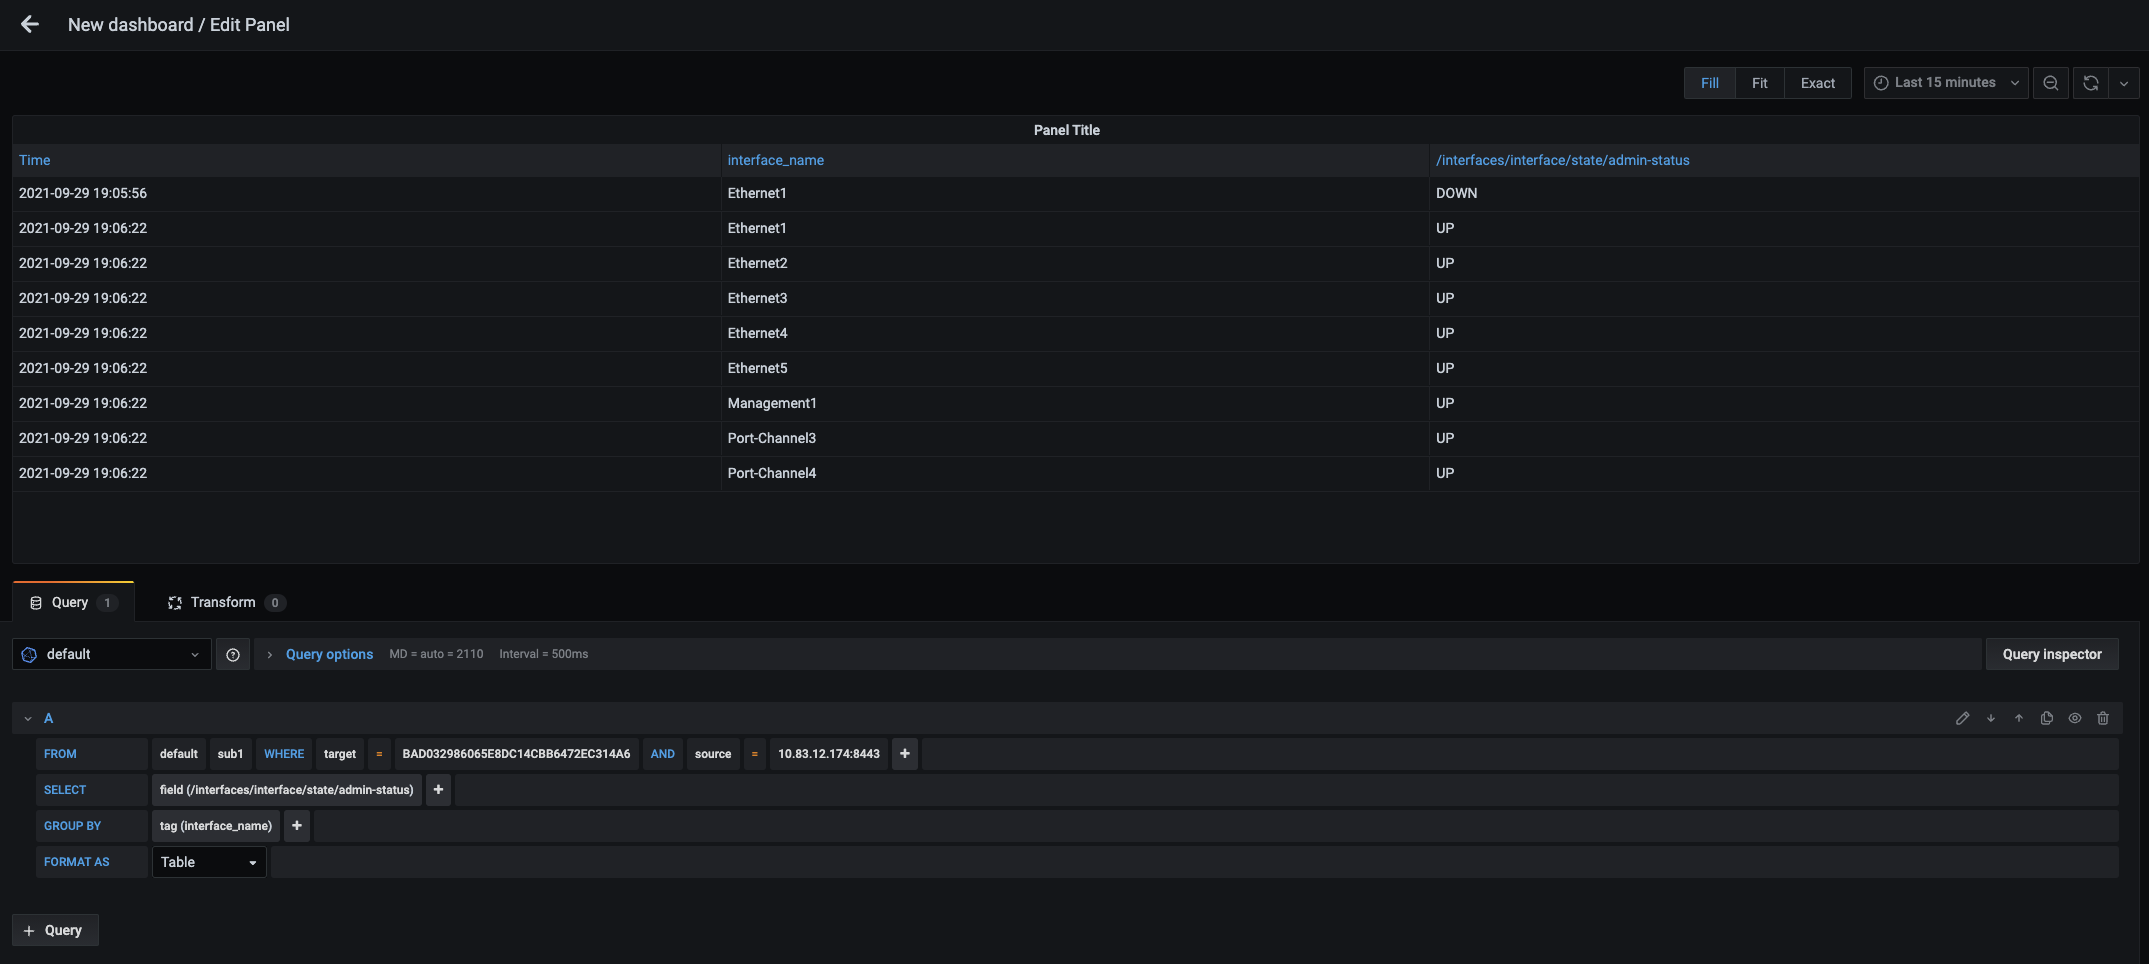 New dashboard / Edit Panel
Fill Fit Exact Last 15 minutes
Panel Title
Time interface_name /interfaces/interface/state/admin-status
2021-09-29 19:05:56 Ethernet1 DOWN
2021-09-29 19:06:22 Ethernet1 UP
2021-09-29 19:06:22 Ethernet2 UP
2021-09-29 19:06:22 Ethernet3 UP
2021-09-29 19:06:22 Ethernet4 UP
2021-09-29 19:06:22 Ethernet5 UP
2021-09-29 19:06:22 Management1 UP
2021-09-29 19:06:22 Port-Channel3 UP
2021-09-29 19:06:22 Port-Channel4 UP
Query 1 Transform 0
default Query options MD = auto = 2110 Interval = 500ms Query inspector
A
FROM default sub1 WHERE target = BAD032986065E8DC14CBB6472EC314A6 AND source = 10.83.12.174:8443 +
SELECT field (/interfaces/interface/state/admin-status) +
GROUP BY tag (interface_name) +
FORMAT AS Table
+ Query